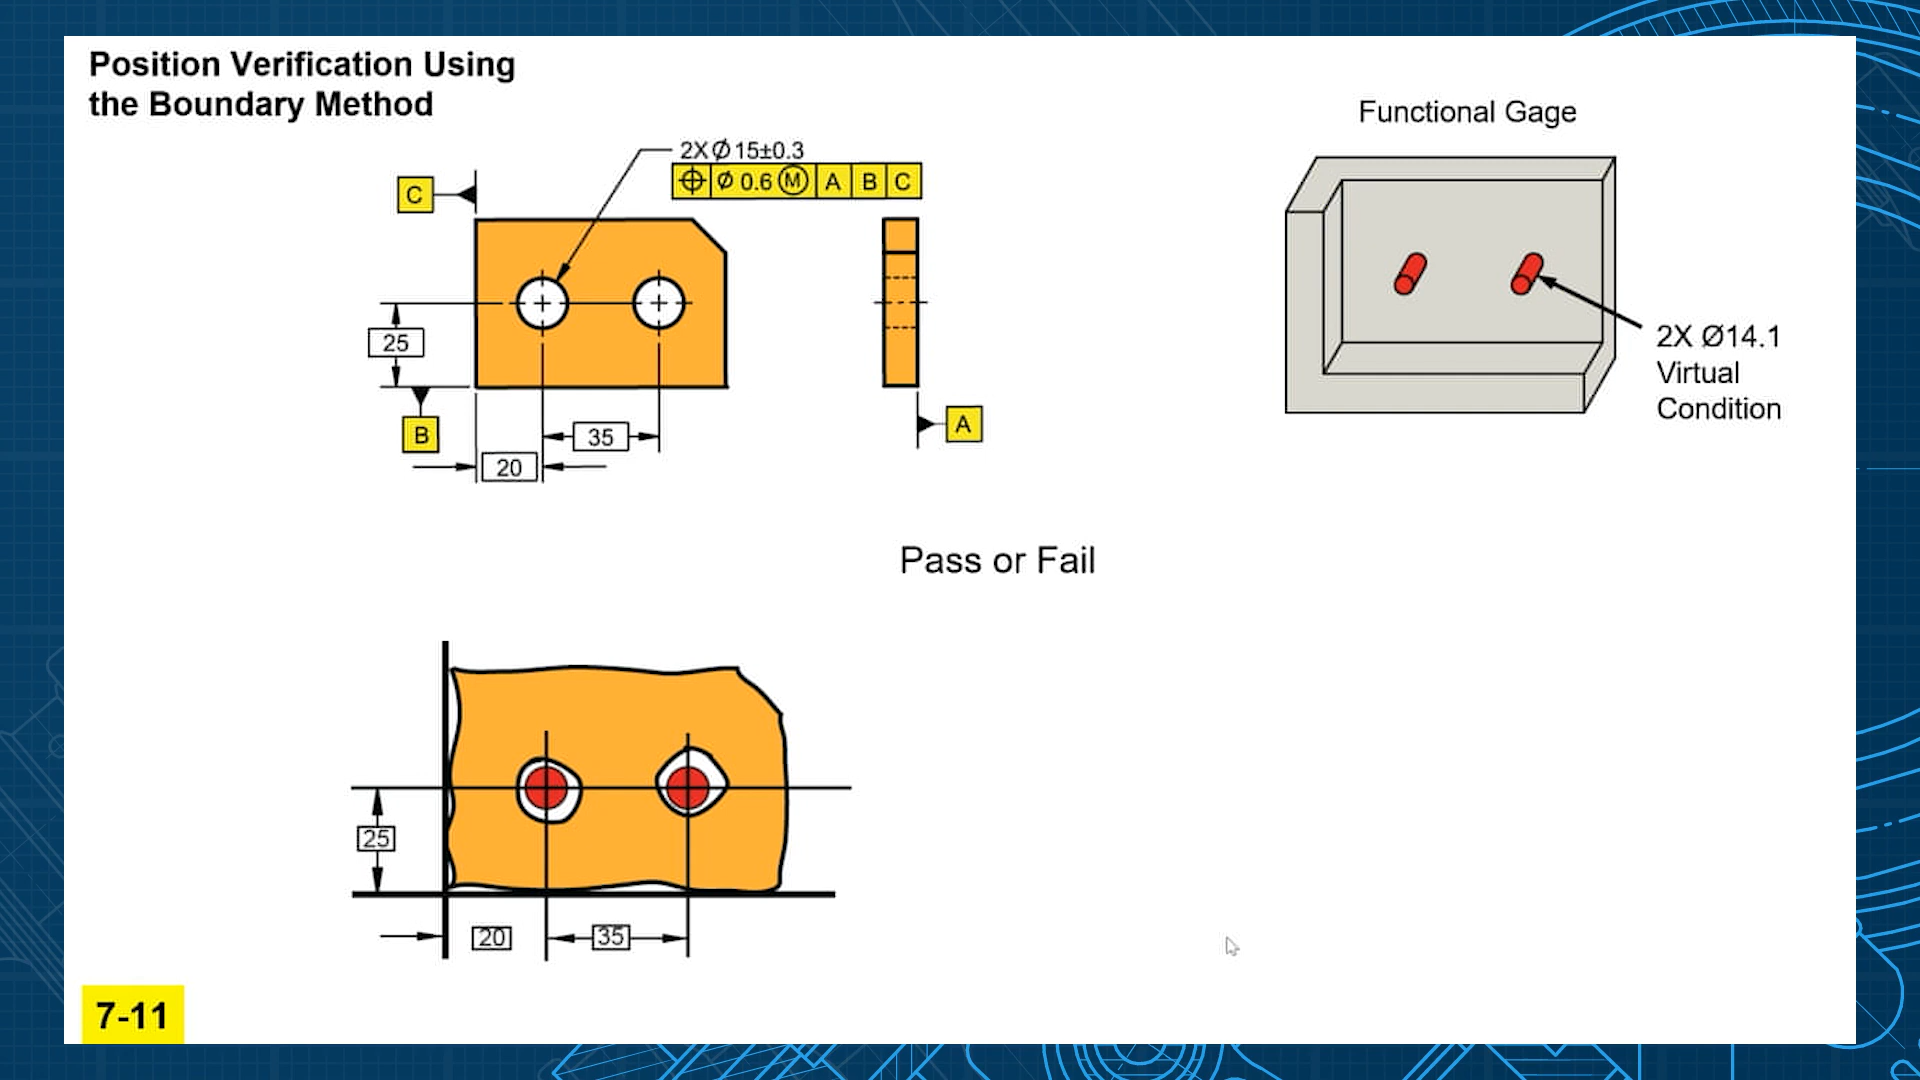 Position Verification Using
the Boundary Method
Functional Gage
2X Ø 15±0.3
⌖ Ø 0.6 Ⓜ A B C
C
25
B
35
20
A
2X Ø14.1
Virtual
Condition
Pass or Fail
25
20
35
7-11